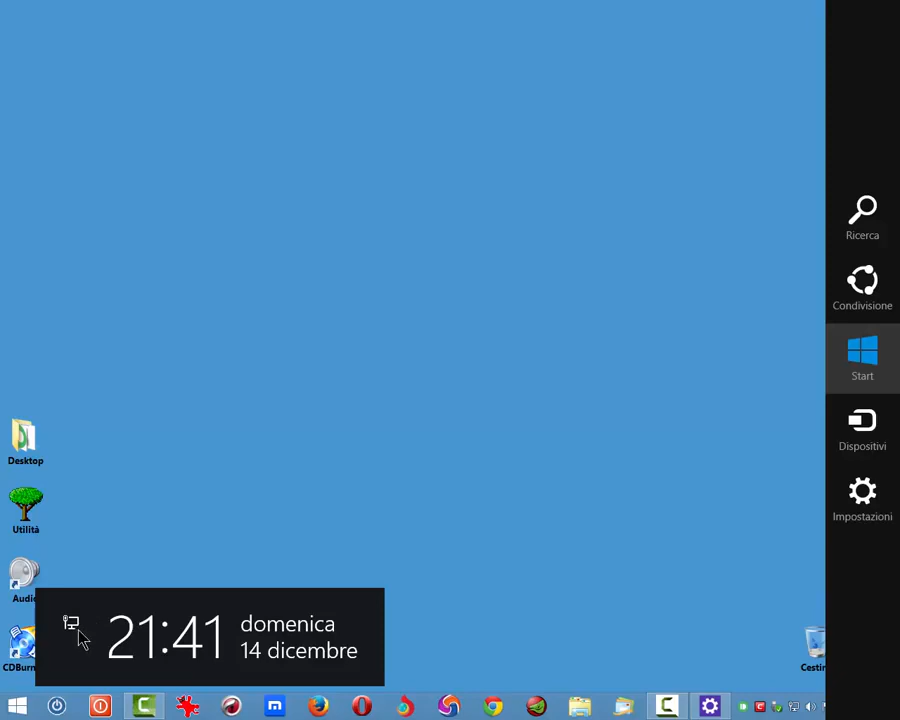 Ricerca
Condivisione
Start
Dispositivi
Impostazioni
Desktop
Utilità
Audio
CDBurn
21:41
domenica
14 dicembre
Cestin